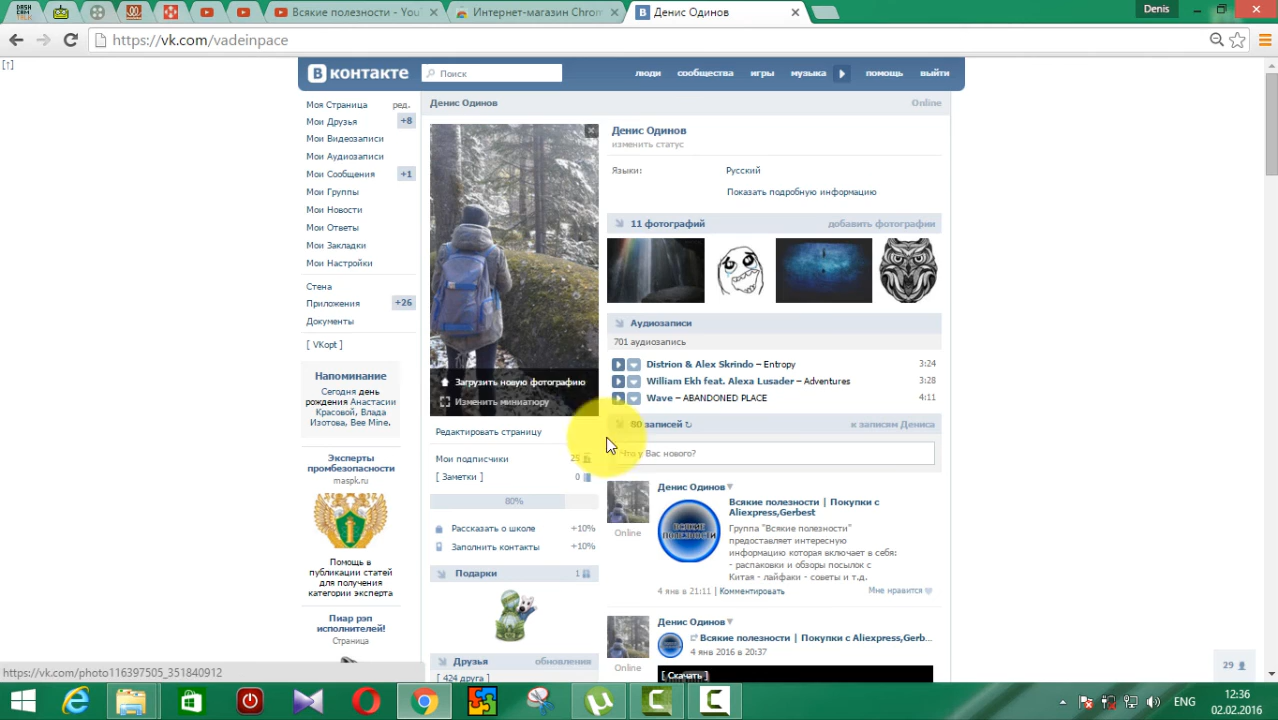 DASH
CRM
Всякие полезности - You
Интернет-магазин Chrom
Денис Одинов
Denis
https://vk.com/vadeinpace
[↑]
В контакте
Поиск
люди сообщества игры музыка помощь выйти
Моя Страница ред.
Мои Друзья +8
Мои Видеозаписи
Мои Аудиозаписи
Мои Сообщения +1
Мои Группы
Мои Новости
Мои Ответы
Мои Закладки
Мои Настройки
Стена
Приложения +26
Документы
[ VKopt ]
Напоминание
Сегодня день
рождения Анастасии
Красовой, Влада
Изотова, Bee Mine.
Эксперты
промбезопасности
maspk.ru
Помощь в
публикации статей
для получения
категории эксперта
Пиар рэп
исполнителей!
Страница
Денис Одинов Online
Загрузить новую фотографию
Изменить миниатюру
Редактировать страницу
Мои подписчики 25
[ Заметки ] 0
80%
Рассказать о школе +10%
Заполнить контакты +10%
Подарки 1
Друзья обновления
[ 424 друга ]
Денис Одинов
изменить статус
Языки: Русский
Показать подробную информацию
11 фотографий добавить фотографии
Аудиозаписи
701 аудиозапись
Distrion & Alex Skrindo – Entropy 3:24
William Ekh feat. Alexa Lusader – Adventures 3:28
Wave – ABANDONED PLACE 4:11
80 записей ↻ к записям Дениса
Что у Вас нового?
Денис Одинов
Online
ВСЯКИЕ
ПОЛЕЗНОСТИ
Всякие полезности | Покупки с
Aliexpress,Gerbest
Группа "Всякие полезности"
предоставляет интересную
информацию которая включает в себя:
- распаковки и обзоры посылок с
Китая - лайфаки - советы и т.д.
4 янв в 21:11 | Комментировать Мне нравится
Денис Одинов
Online
Всякие полезности | Покупки с Aliexpress,Gerb...
4 янв 2016 в 20:37
[ Скачать ]
29
https://vk.com/photo116397505_351840912
ENG
12:36
02.02.2016